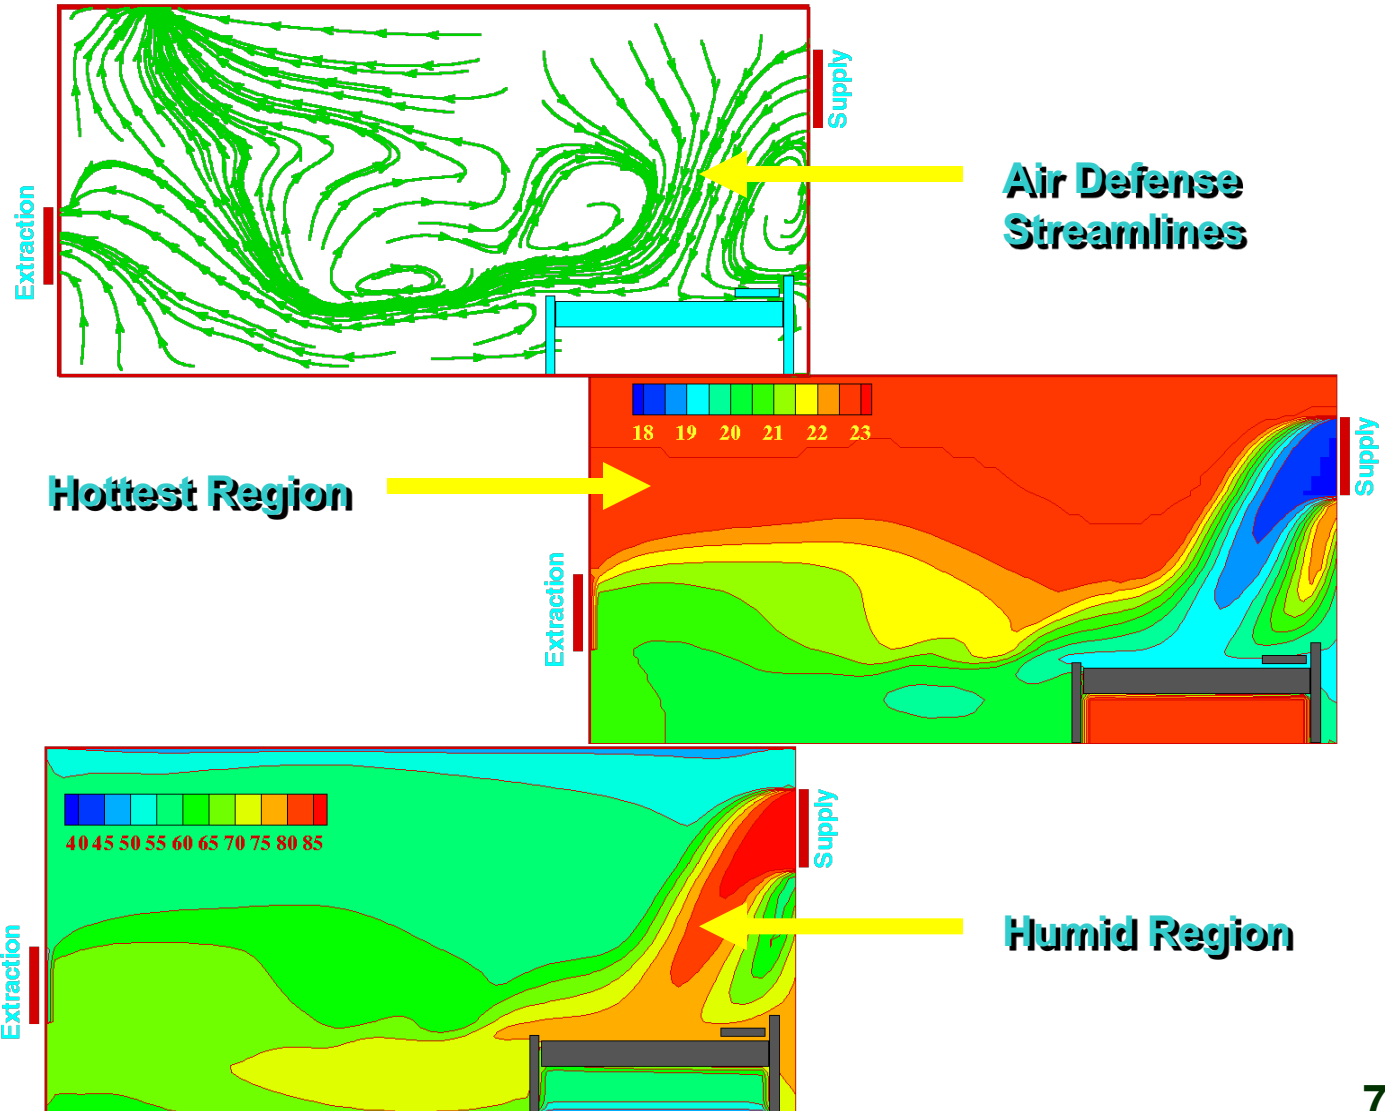 Supply
Air Defense
Streamlines
Extraction
18 19 20 21 22 23
Supply
Hottest Region
Extraction
40 45 50 55 60 65 70 75 80 85
Supply
Humid Region
Extraction
7